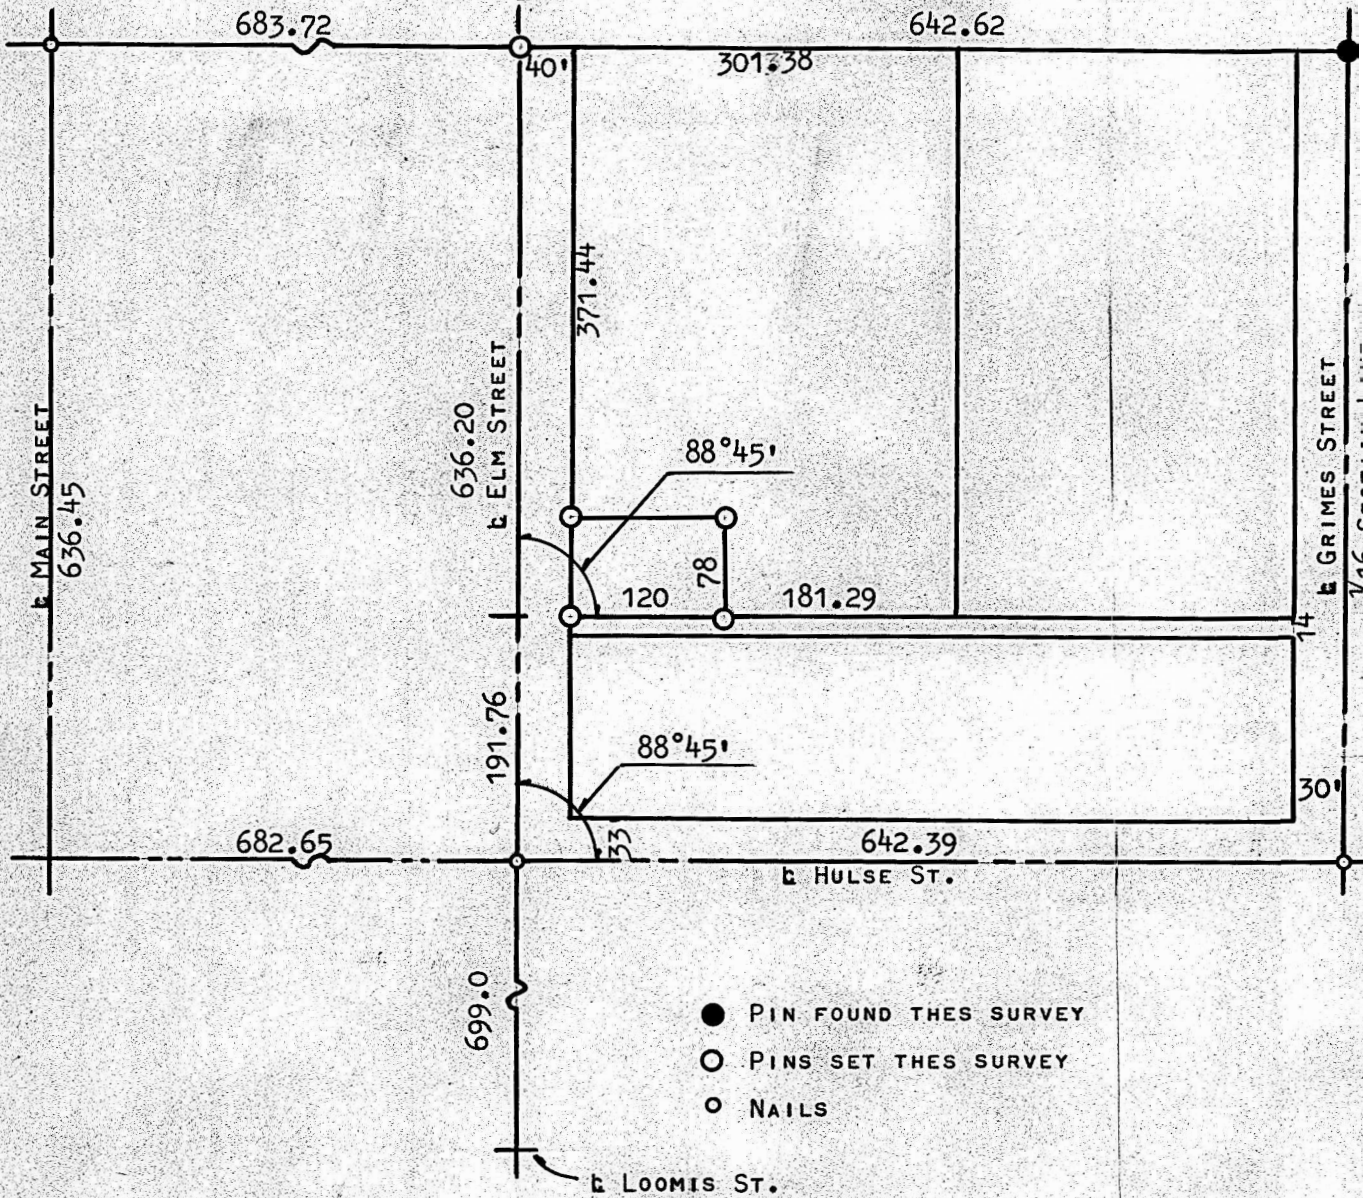 683.72
642.62
40'
301.38
371.44
℄ MAIN STREET
636.45
636.20
℄ ELM STREET
88°45'
℄ GRIMES STREET
120
78
181.29
14
191.76
88°45'
30'
33'
682.65
642.39
℄ HULSE ST.
699.0
PIN FOUND THES SURVEY
PINS SET THES SURVEY
NAILS
℄ LOOMIS ST.